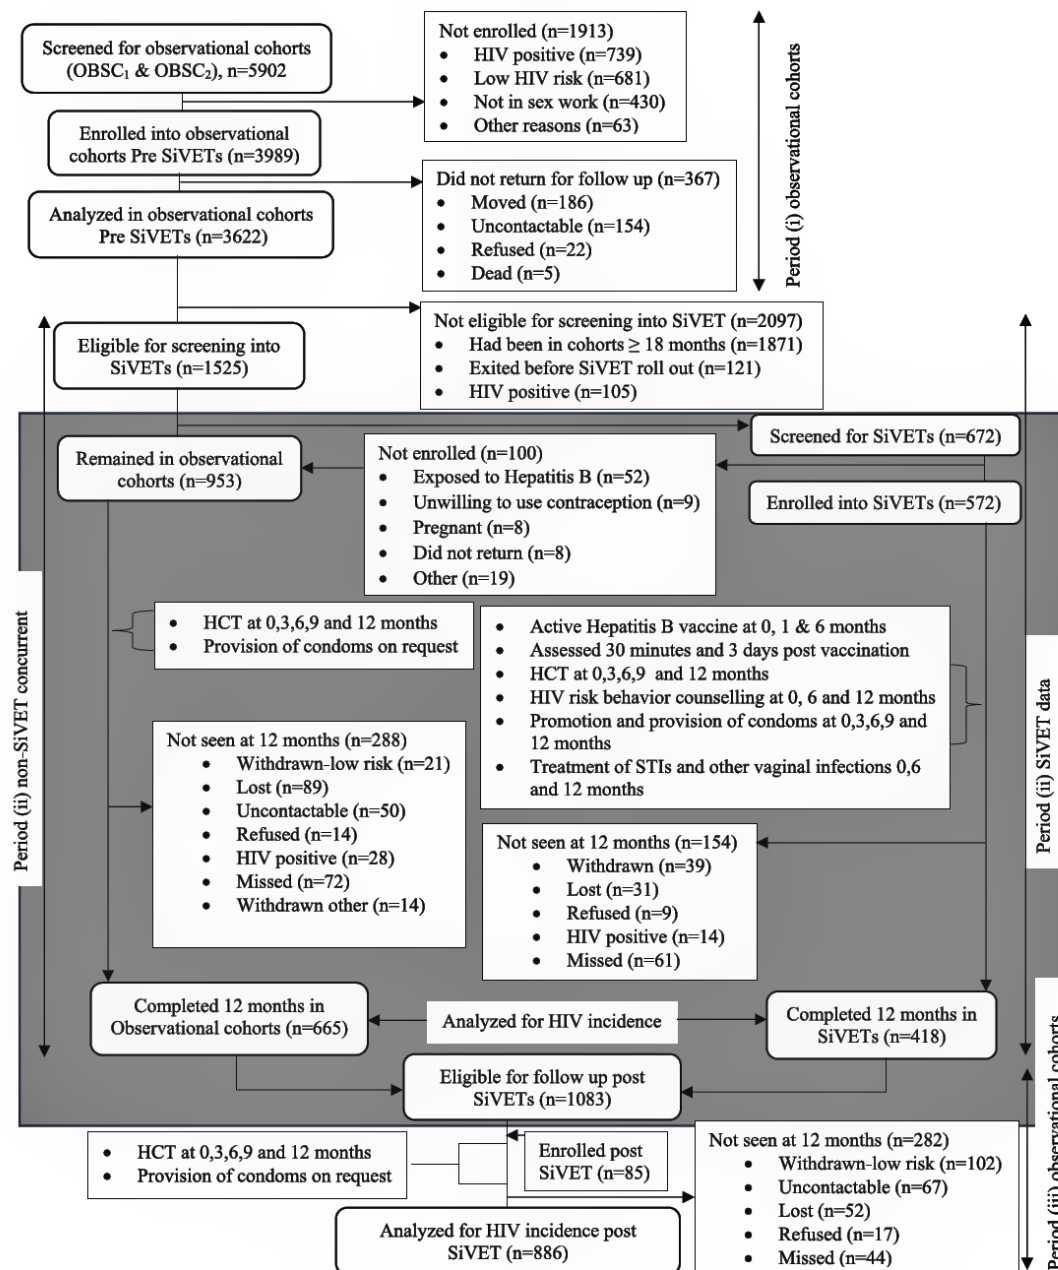 Screened for observational cohorts
(OBSC₁ & OBSC₂), n=5902
Not enrolled (n=1913)
• HIV positive (n=739)
• Low HIV risk (n=681)
• Not in sex work (n=430)
• Other reasons (n=63)
Enrolled into observational
cohorts Pre SiVETs (n=3989)
Did not return for follow up (n=367)
• Moved (n=186)
• Uncontactable (n=154)
• Refused (n=22)
• Dead (n=5)
Analyzed in observational cohorts
Pre SiVETs (n=3622)
Period (i) observational cohorts
Not eligible for screening into SiVET (n=2097)
• Had been in cohorts ≥ 18 months (n=1871)
• Exited before SiVET roll out (n=121)
• HIV positive (n=105)
Eligible for screening into
SiVETs (n=1525)
Screened for SiVETs (n=672)
Remained in observational
cohorts (n=953)
Not enrolled (n=100)
• Exposed to Hepatitis B (n=52)
• Unwilling to use contraception (n=9)
• Pregnant (n=8)
• Did not return (n=8)
• Other (n=19)
Enrolled into SiVETs (n=572)
• HCT at 0,3,6,9 and 12 months
• Provision of condoms on request
• Active Hepatitis B vaccine at 0, 1 & 6 months
• Assessed 30 minutes and 3 days post vaccination
• HCT at 0,3,6,9 and 12 months
• HIV risk behavior counselling at 0, 6 and 12 months
• Promotion and provision of condoms at 0,3,6,9 and
12 months
• Treatment of STIs and other vaginal infections 0,6
and 12 months
Period (ii) non-SiVET concurrent
Period (ii) SiVET data
Not seen at 12 months (n=288)
• Withdrawn-low risk (n=21)
• Lost (n=89)
• Uncontactable (n=50)
• Refused (n=14)
• HIV positive (n=28)
• Missed (n=72)
• Withdrawn other (n=14)
Not seen at 12 months (n=154)
• Withdrawn (n=39)
• Lost (n=31)
• Refused (n=9)
• HIV positive (n=14)
• Missed (n=61)
Completed 12 months in
Observational cohorts (n=665)
Analyzed for HIV incidence
Completed 12 months in
SiVETs (n=418)
Eligible for follow up post
SiVETs (n=1083)
• HCT at 0,3,6,9 and 12 months
• Provision of condoms on request
Enrolled post
SiVET (n=85)
Not seen at 12 months (n=282)
• Withdrawn-low risk (n=102)
• Uncontactable (n=67)
• Lost (n=52)
• Refused (n=17)
• Missed (n=44)
Analyzed for HIV incidence post
SiVET (n=886)
Period (iii) observational cohorts